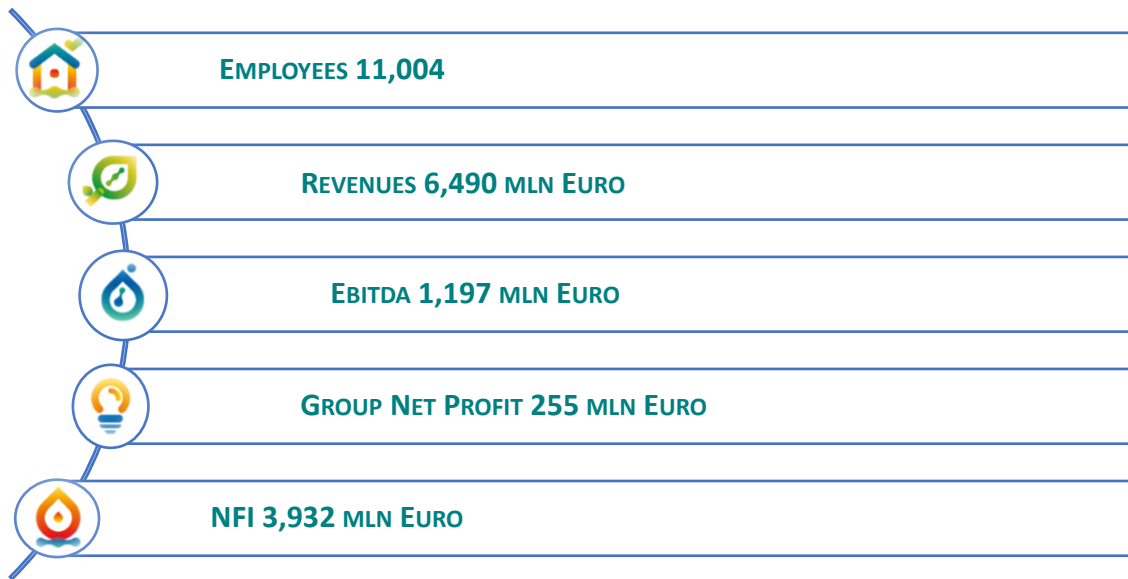 EMPLOYEES 11,004
REVENUES 6,490 MLN EURO
EBITDA 1,197 MLN EURO
GROUP NET PROFIT 255 MLN EURO
NFI 3,932 MLN EURO